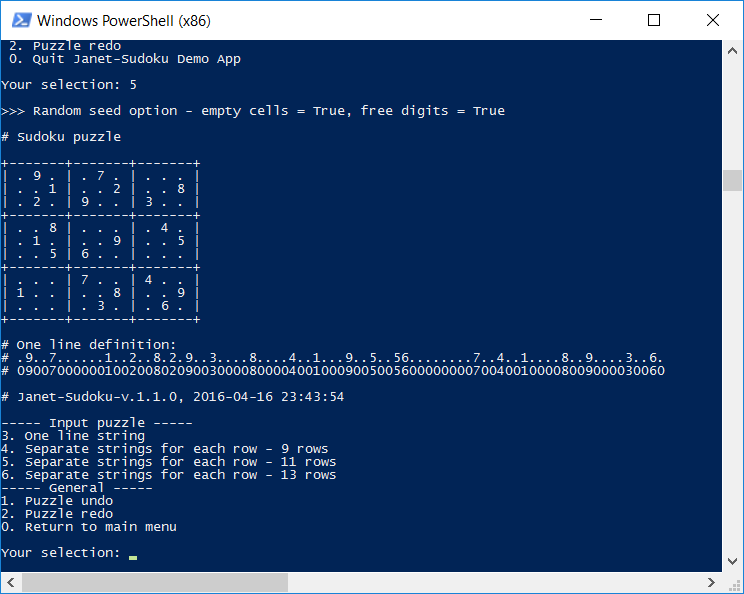 Windows PowerShell (x86)
2. Puzzle redo
0. Quit Janet-Sudoku Demo App
Your selection: 5
>>> Random seed option - empty cells = True, free digits = True
# Sudoku puzzle
+-------+-------+-------+
| . 9 . | . 7 . | . . . |
| . . 1 | . . 2 | . . 8 |
| . 2 . | 9 . . | 3 . . |
+-------+-------+-------+
| . . 8 | . . . | . 4 . |
| . 1 . | . . 9 | . . 5 |
| . . 5 | 6 . . | . . . |
+-------+-------+-------+
| . . . | 7 . . | 4 . . |
| 1 . . | . . 8 | . . 9 |
| . . . | . 3 . | . 6 . |
+-------+-------+-------+
# One line definition:
# .9..7......1..2..8.2.9..3....8....4..1...9..5..56........7..4..1....8..9....3..6.
# 090070000001002008020900300008000040010009005005600000000700400100008009000030060
# Janet-Sudoku-v.1.1.0, 2016-04-16 23:43:54
----- Input puzzle -----
3. One line string
4. Separate strings for each row - 9 rows
5. Separate strings for each row - 11 rows
6. Separate strings for each row - 13 rows
----- General -----
1. Puzzle undo
2. Puzzle redo
0. Return to main menu
Your selection: